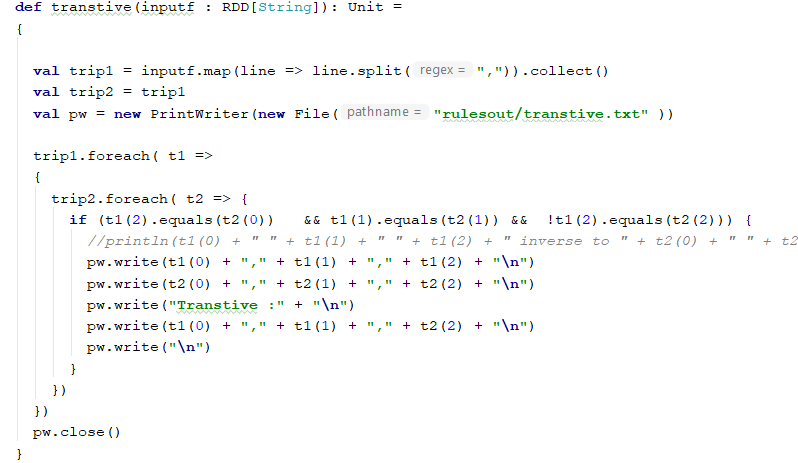 def transtive(inputf : RDD[String]): Unit =
{
val trip1 = inputf.map(line => line.split( regex = ",")).collect()
val trip2 = trip1
val pw = new PrintWriter(new File( pathname = "rulesout/transtive.txt" ))
trip1.foreach( t1 =>
{
trip2.foreach( t2 => {
if (t1(2).equals(t2(0)) && t1(1).equals(t2(1)) && !t1(2).equals(t2(2))) {
//println(t1(0) + " " + t1(1) + " " + t1(2) + " inverse to " + t2(0) + " " + t2
pw.write(t1(0) + "," + t1(1) + "," + t1(2) + "\n")
pw.write(t2(0) + "," + t2(1) + "," + t2(2) + "\n")
pw.write("Transtive :" + "\n")
pw.write(t1(0) + "," + t1(1) + "," + t2(2) + "\n")
pw.write("\n")
}
})
})
pw.close()
}